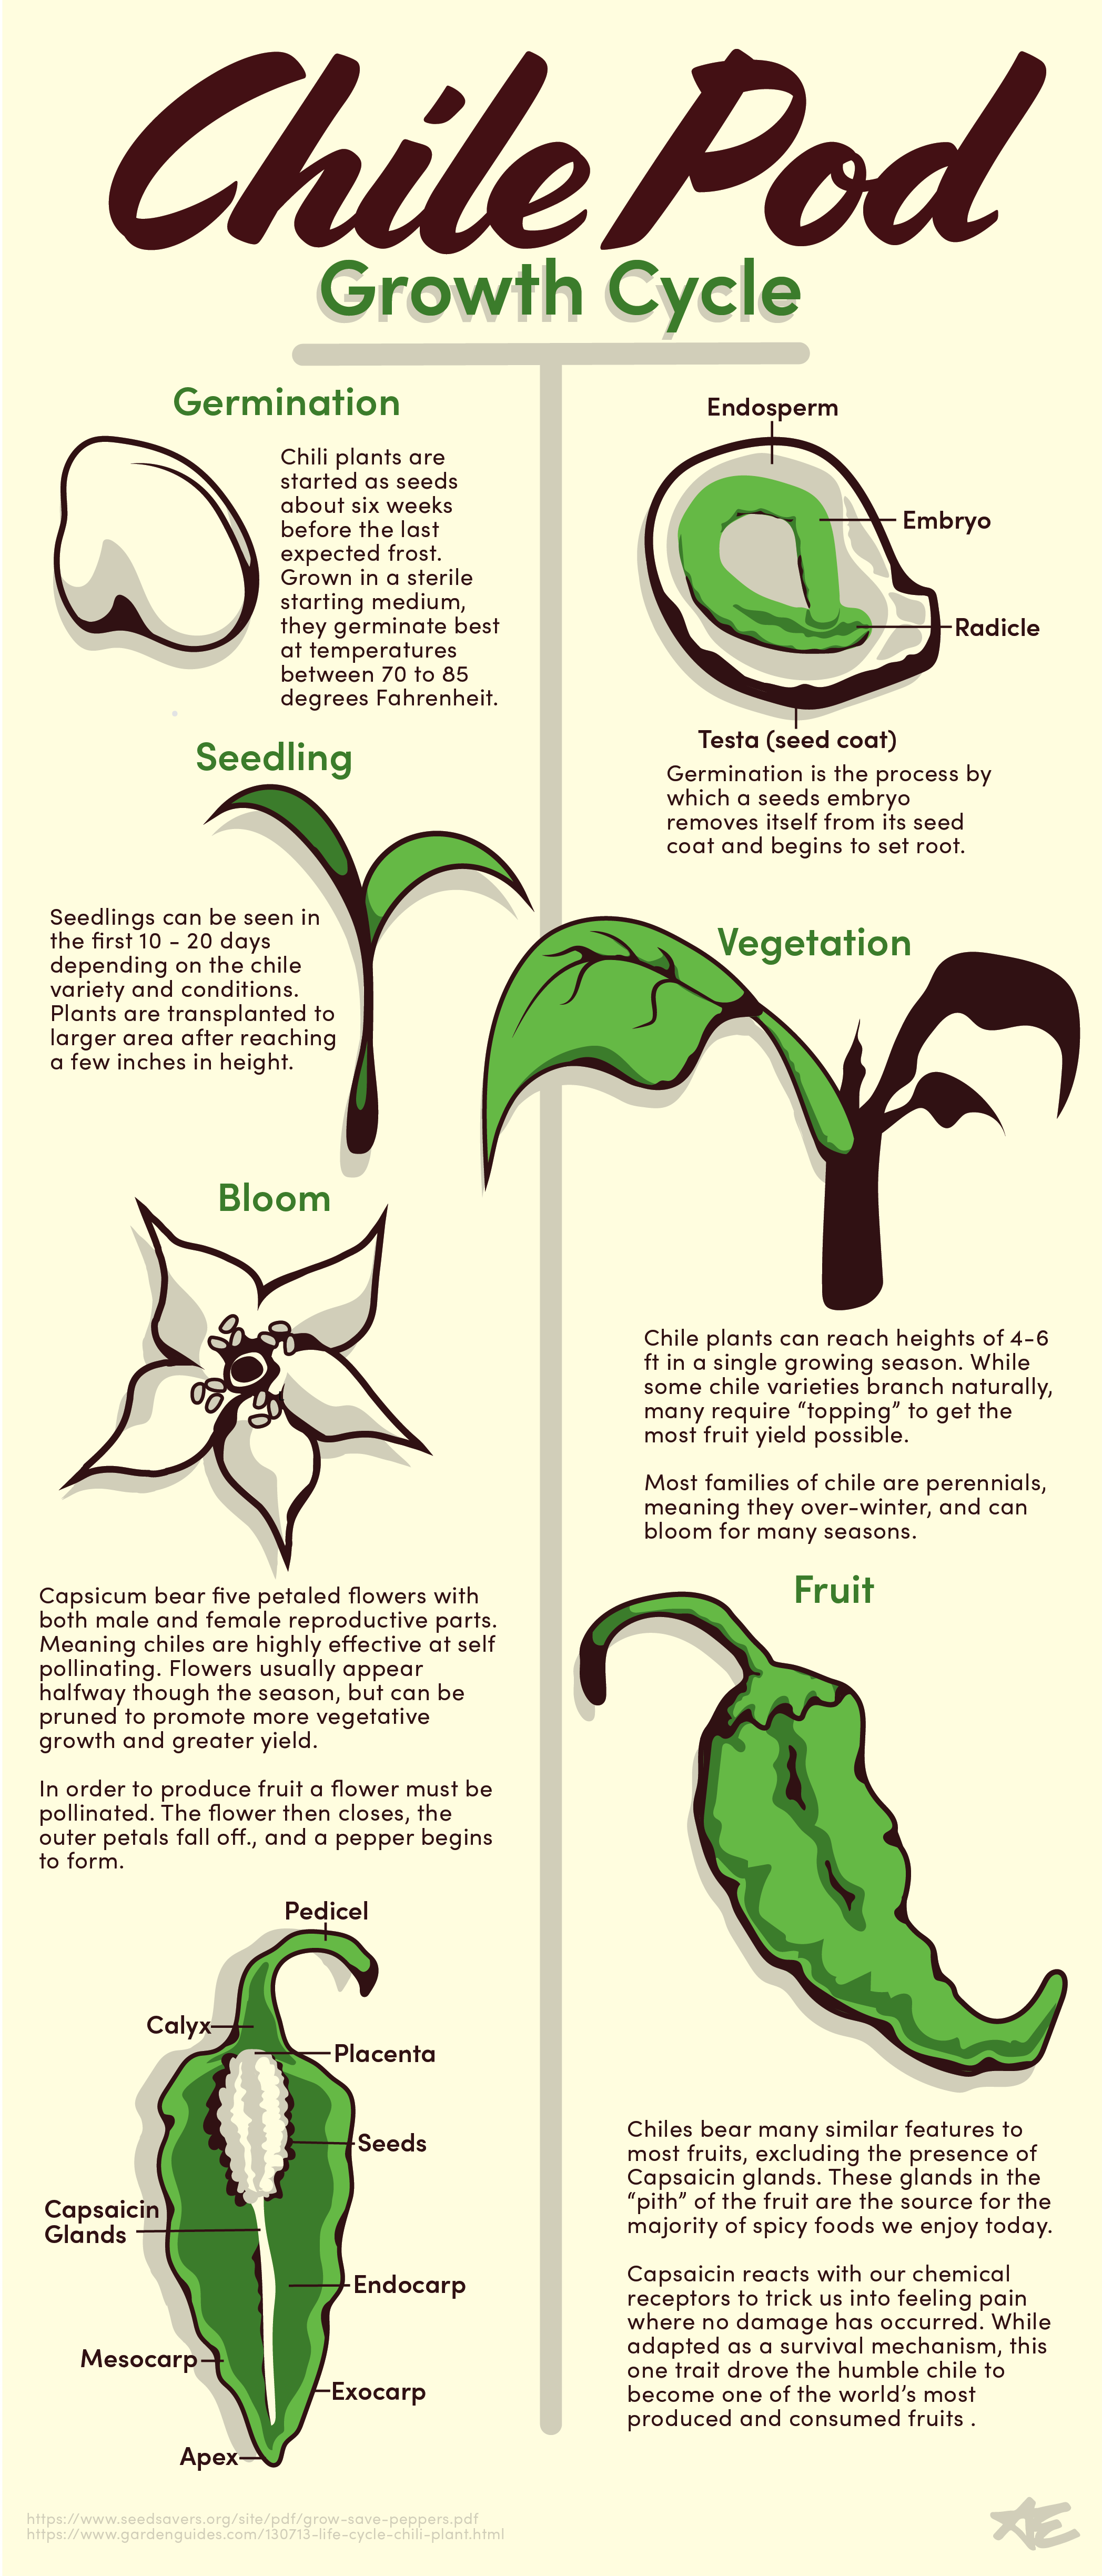 Chile Pod
Growth Cycle
Germination
Chili plants are
started as seeds
about six weeks
before the last
expected frost.
Grown in a sterile
starting medium,
they germinate best
at temperatures
between 70 to 85
degrees Fahrenheit.
Endosperm
Embryo
Radicle
Testa (seed coat)
Germination is the process by
which a seeds embryo
removes itself from its seed
coat and begins to set root.
Seedling
Seedlings can be seen in
the first 10 - 20 days
depending on the chile
variety and conditions.
Plants are transplanted to
larger area after reaching
a few inches in height.
Vegetation
Chile plants can reach heights of 4-6
ft in a single growing season. While
some chile varieties branch naturally,
many require “topping” to get the
most fruit yield possible.
Most families of chile are perennials,
meaning they over-winter, and can
bloom for many seasons.
Bloom
Capsicum bear five petaled flowers with
both male and female reproductive parts.
Meaning chiles are highly effective at self
pollinating. Flowers usually appear
halfway though the season, but can be
pruned to promote more vegetative
growth and greater yield.
In order to produce fruit a flower must be
pollinated. The flower then closes, the
outer petals fall off., and a pepper begins
to form.
Fruit
Pedicel
Calyx
Placenta
Seeds
Capsaicin
Glands
Endocarp
Mesocarp
Exocarp
Apex
Chiles bear many similar features to
most fruits, excluding the presence of
Capsaicin glands. These glands in the
“pith” of the fruit are the source for the
majority of spicy foods we enjoy today.
Capsaicin reacts with our chemical
receptors to trick us into feeling pain
where no damage has occurred. While
adapted as a survival mechanism, this
one trait drove the humble chile to
become one of the world’s most
produced and consumed fruits .
https://www.seedsavers.org/site/pdf/grow-save-peppers.pdf
https://www.gardenguides.com/130713-life-cycle-chili-plant.html